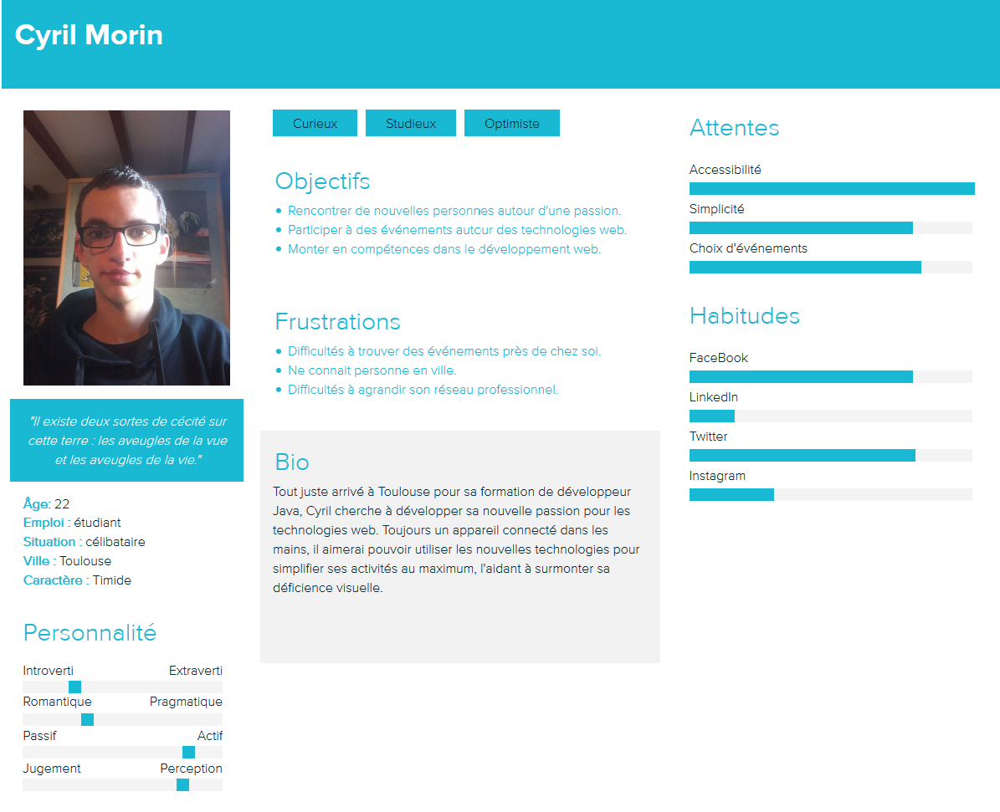 Cyril Morin
"Il existe deux sortes de cécité sur
cette terre : les aveugles de la vue
et les aveugles de la vie."
Âge: 22
Emploi : étudiant
Situation : célibataire
Ville : Toulouse
Caractère : Timide
Personnalité
Introverti Extraverti
Romantique Pragmatique
Passif Actif
Jugement Perception
Curieux Studieux Optimiste
Objectifs
• Rencontrer de nouvelles personnes autour d'une passion.
• Participer à des événements autour des technologies web.
• Monter en compétences dans le développement web.
Frustrations
• Difficultés à trouver des événements près de chez soi.
• Ne connait personne en ville.
• Difficultés à agrandir son réseau professionnel.
Bio
Tout juste arrivé à Toulouse pour sa formation de développeur
Java, Cyril cherche à développer sa nouvelle passion pour les
technologies web. Toujours un appareil connecté dans les
mains, il aimerai pouvoir utiliser les nouvelles technologies pour
simplifier ses activités au maximum, l'aidant à surmonter sa
déficience visuelle.
Attentes
Accessibilité
Simplicité
Choix d'événements
Habitudes
FaceBook
LinkedIn
Twitter
Instagram